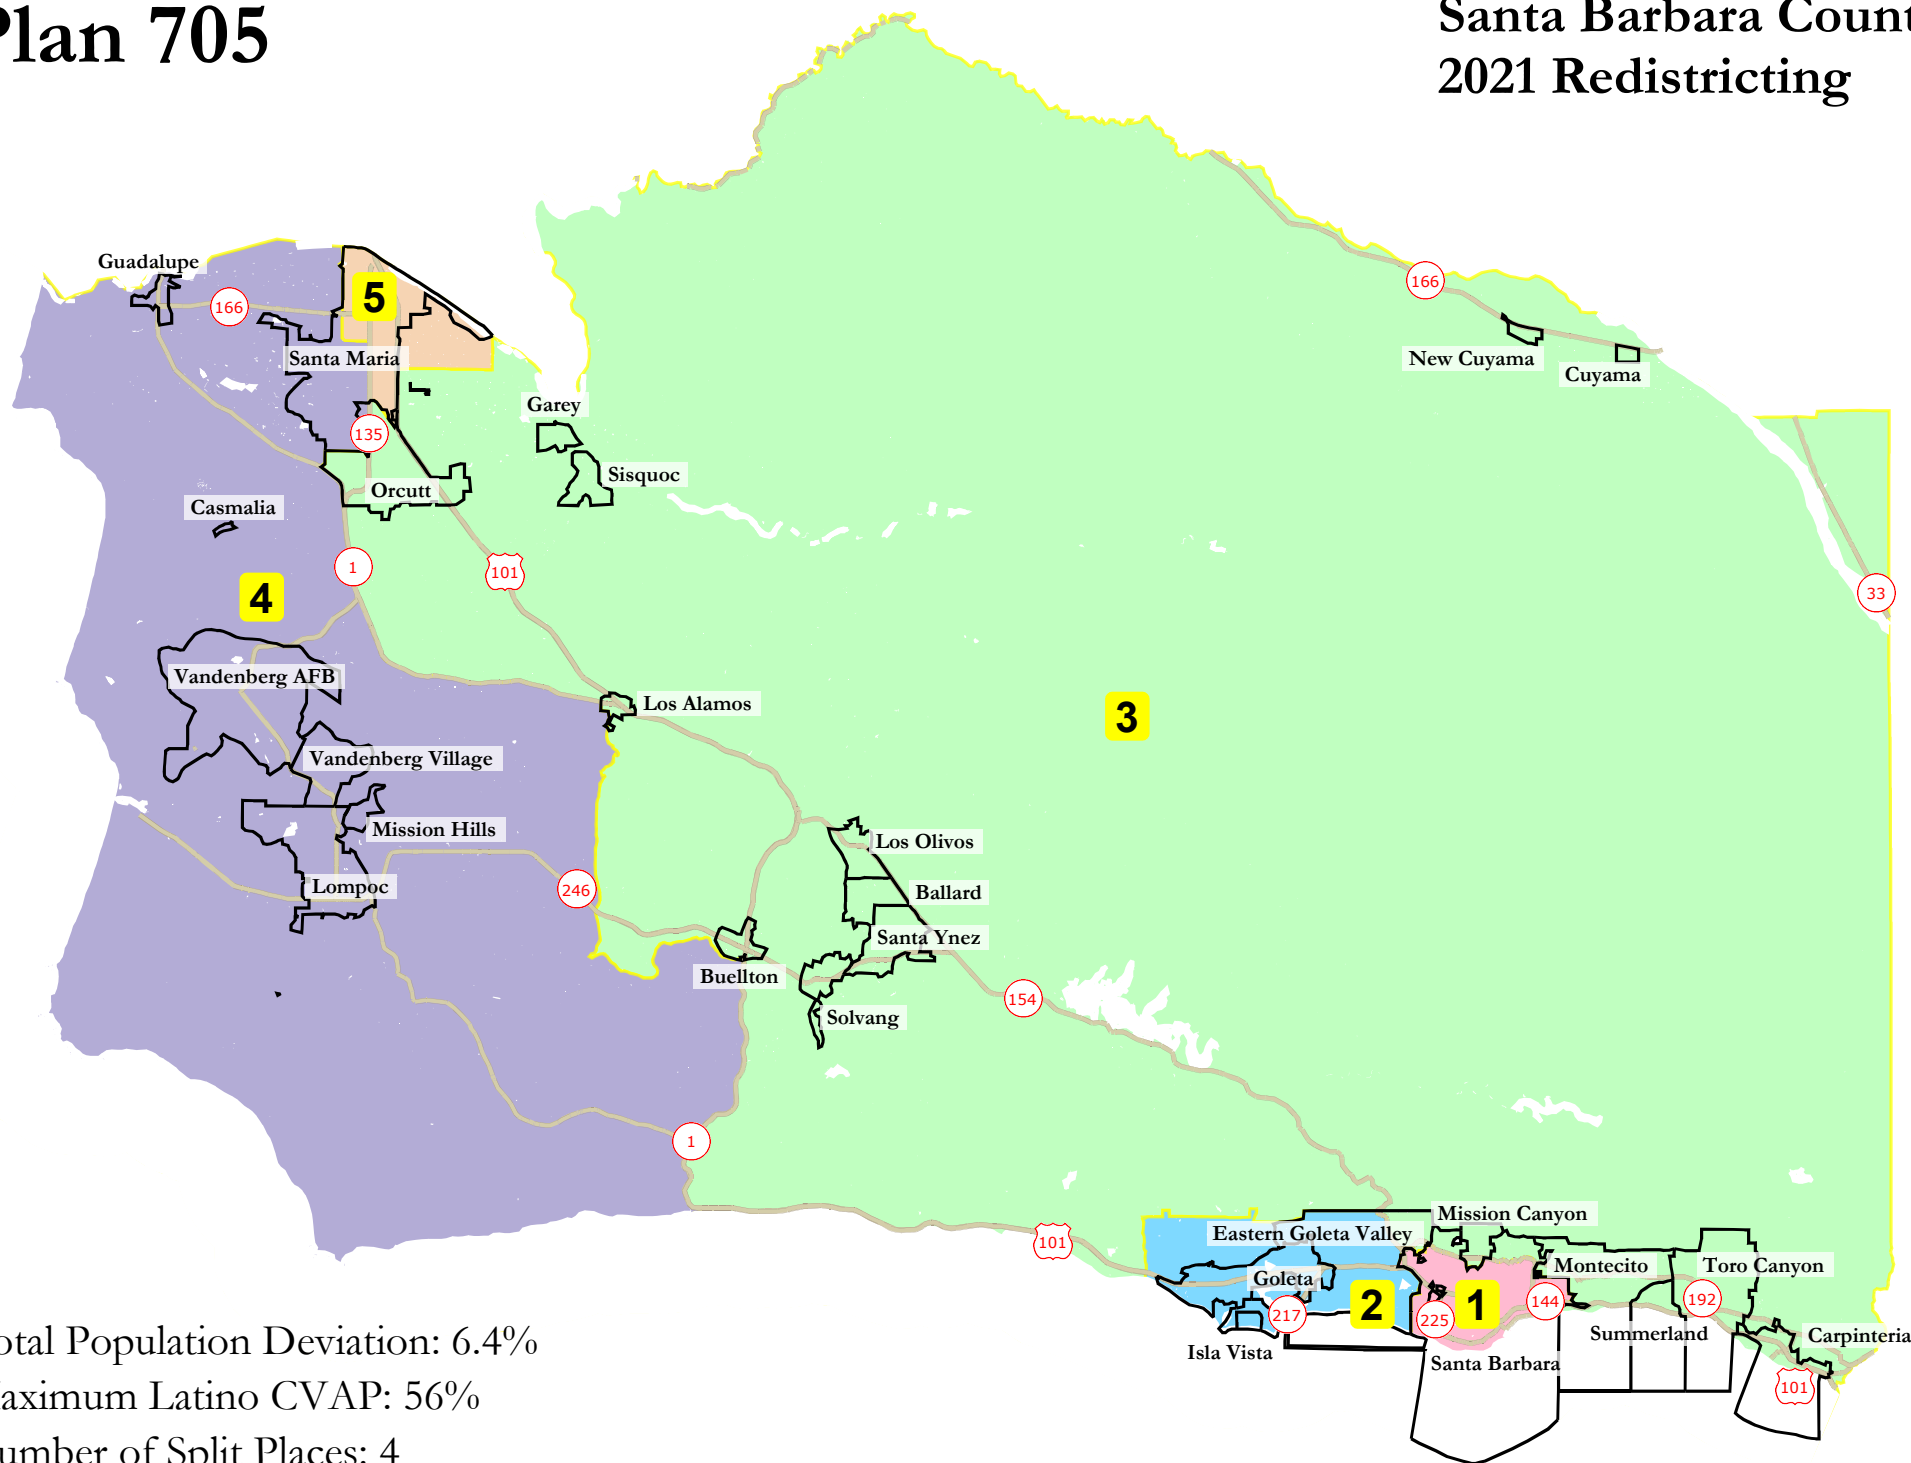 Plan 705
Santa Barbara Count
2021 Redistricting
Guadalupe
166
5
Santa Maria
135
Orcutt
Casmalia
1
101
4
Garey
Sisquoc
166
New Cuyama
Cuyama
33
Vandenberg AFB
Vandenberg Village
Mission Hills
Lompoc
246
Los Alamos
3
Los Olivos
Ballard
Santa Ynez
Buellton
Solvang
154
1
101
Mission Canyon
Eastern Goleta Valley
Goleta
Montecito
Toro Canyon
217
2
225
1
144
192
Isla Vista
Santa Barbara
Summerland
Carpinteria
101
otal Population Deviation: 6.4%
aximum Latino CVAP: 56%
umber of Split Places: 4